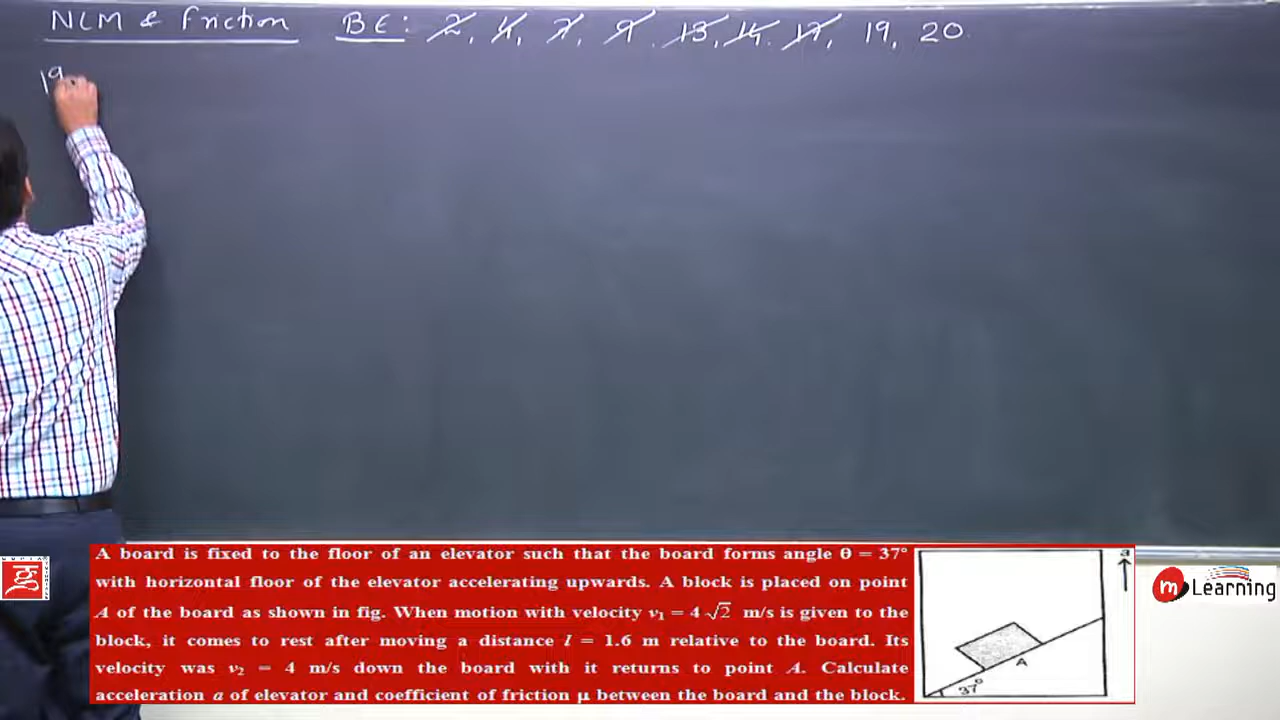 NLM & Friction BE: 2, 4, 7, 9, 13, 14, 17, 19, 20
19
A board is fixed to the floor of an elevator such that the board forms angle θ = 37°
with horizontal floor of the elevator accelerating upwards. A block is placed on point
A of the board as shown in fig. When motion with velocity v₁ = 4√2 m/s is given to the
block, it comes to rest after moving a distance l = 1.6 m relative to the board. Its
velocity was v₂ = 4 m/s down the board with it returns to point A. Calculate
acceleration a of elevator and coefficient of friction μ between the board and the block.
a
A
37°
m Learning